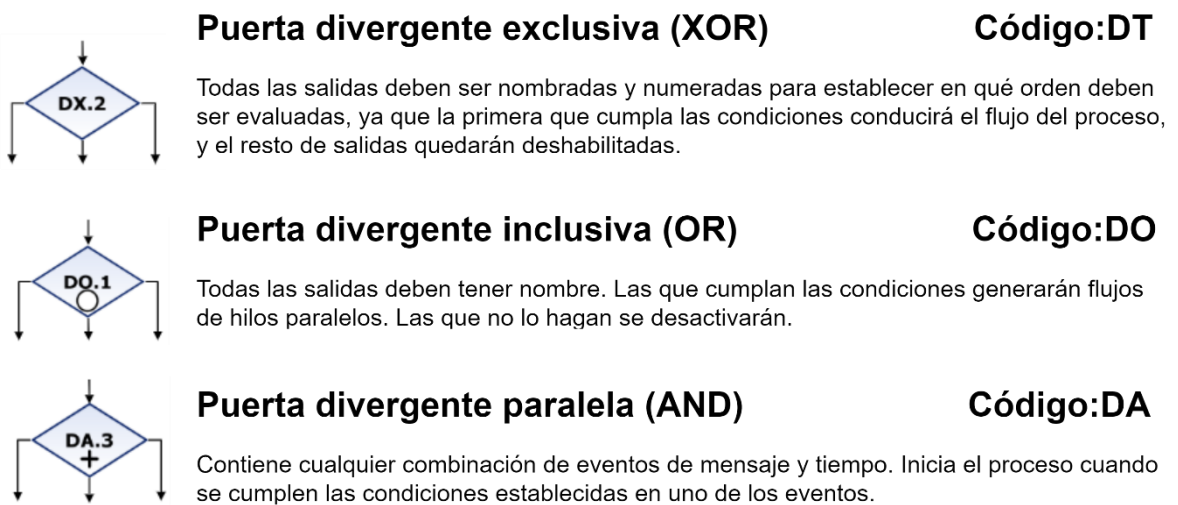 Puerta divergente exclusiva (XOR) Código:DT
DX.2
Todas las salidas deben ser nombradas y numeradas para establecer en qué orden deben
ser evaluadas, ya que la primera que cumpla las condiciones conducirá el flujo del proceso,
y el resto de salidas quedarán deshabilitadas.
Puerta divergente inclusiva (OR) Código:DO
DO.1
Todas las salidas deben tener nombre. Las que cumplan las condiciones generarán flujos
de hilos paralelos. Las que no lo hagan se desactivarán.
Puerta divergente paralela (AND) Código:DA
DA.3
Contiene cualquier combinación de eventos de mensaje y tiempo. Inicia el proceso cuando
se cumplen las condiciones establecidas en uno de los eventos.